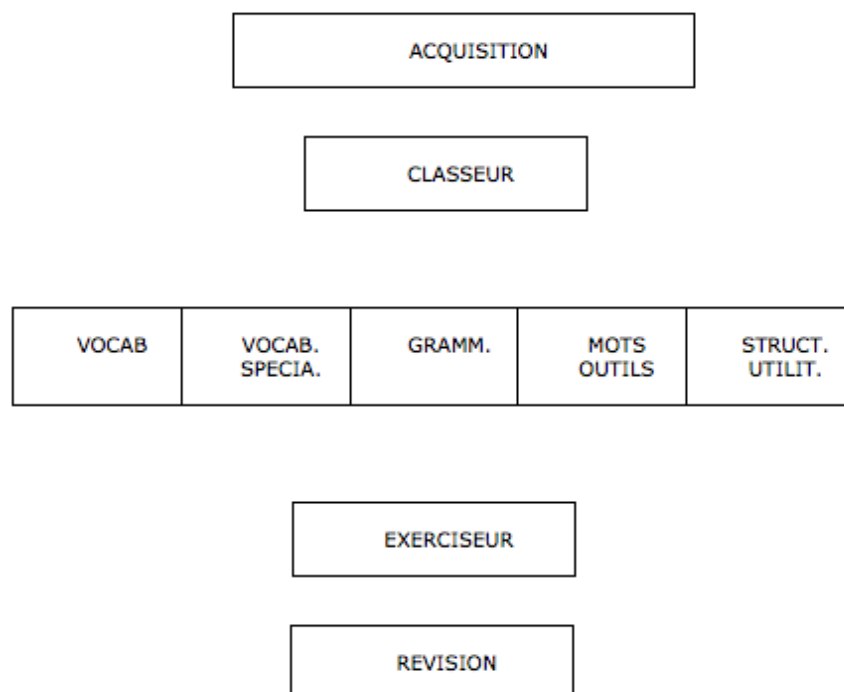 ACQUISITION
CLASSEUR
VOCAB
VOCAB.
SPECIA.
GRAMM.
MOTS
OUTILS
STRUCT.
UTILIT.
EXERCISEUR
REVISION